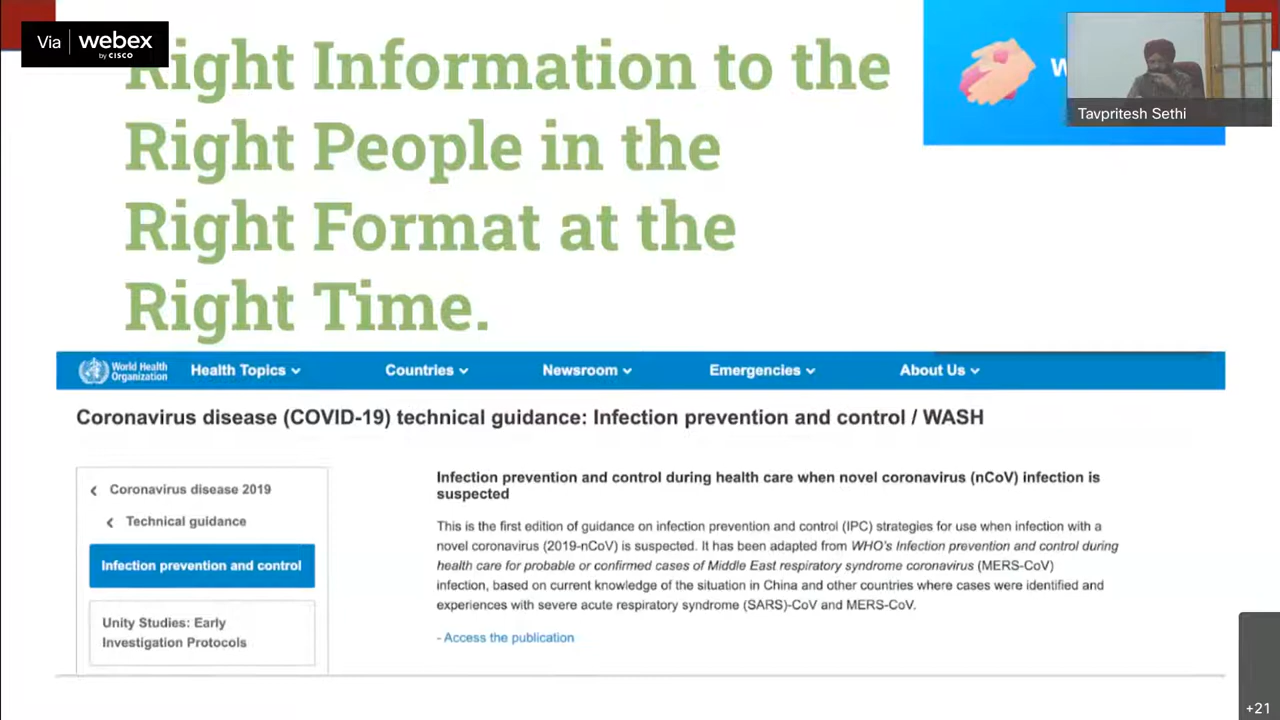 Via webex
by CISCO
Right Information to the
Right People in the
Right Format at the
Right Time.
W
Tavpritesh Sethi
World Health
Organization
Health Topics
Countries
Newsroom
Emergencies
About Us
Coronavirus disease (COVID-19) technical guidance: Infection prevention and control / WASH
Coronavirus disease 2019
Technical guidance
Infection prevention and control
Unity Studies: Early
Investigation Protocols
Infection prevention and control during health care when novel coronavirus (nCoV) infection is
suspected
This is the first edition of guidance on infection prevention and control (IPC) strategies for use when infection with a
novel coronavirus (2019-nCoV) is suspected. It has been adapted from WHO's Infection prevention and control during
health care for probable or confirmed cases of Middle East respiratory syndrome coronavirus (MERS-CoV)
infection, based on current knowledge of the situation in China and other countries where cases were identified and
experiences with severe acute respiratory syndrome (SARS)-CoV and MERS-CoV.
- Access the publication
+21